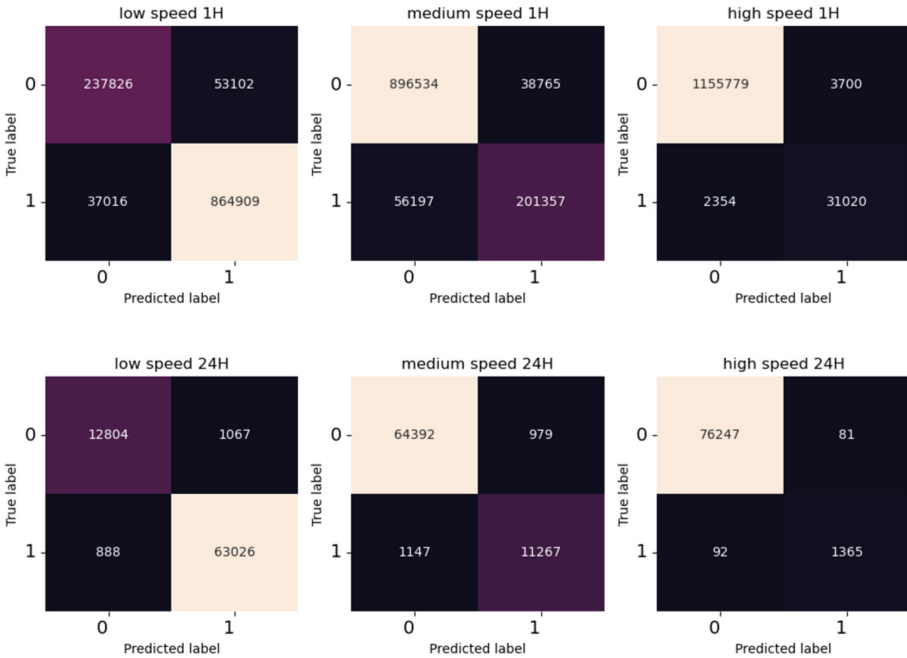 low speed 1H medium speed 1H high speed 1H
True label 0 237826 53102 True label 0 896534 38765 True label 0 1155779 3700
1 37016 864909 1 56197 201357 1 2354 31020
0 1 0 1 0 1
Predicted label Predicted label Predicted label
low speed 24H medium speed 24H high speed 24H
True label 0 12804 1067 True label 0 64392 979 True label 0 76247 81
1 888 63026 1 1147 11267 1 92 1365
0 1 0 1 0 1
Predicted label Predicted label Predicted label